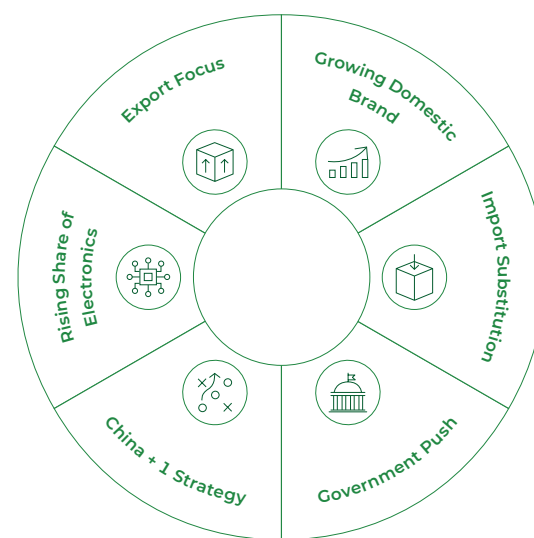 Export Focus
Growing Domestic
Brand
Import Substitution
Government Push
China + 1 Strategy
Rising Share of
Electronics